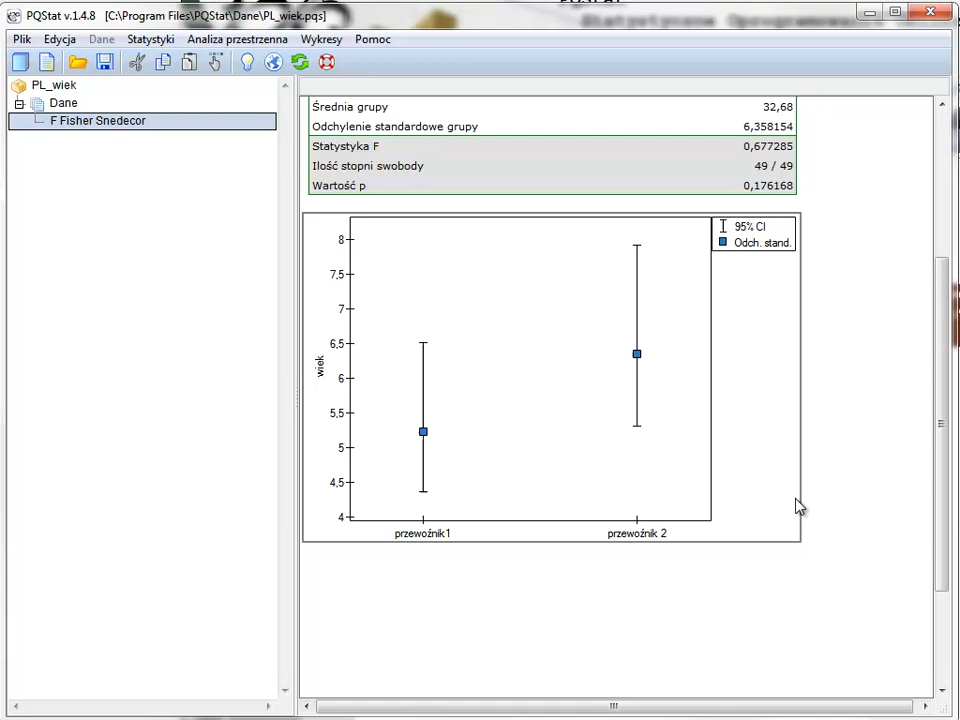 PQStat v.1.4.8 [C:\Program Files\PQStat\Dane\PL_wiek.pqs]
Plik Edycja Dane Statystyki Analiza przestrzenna Wykresy Pomoc
PL_wiek
Dane
F Fisher Snedecor
Średnia grupy 32,68
Odchylenie standardowe grupy 6,358154
Statystyka F 0,677285
Ilość stopni swobody 49 / 49
Wartość p 0,176168
95% CI
Odch. stand.
8
7,5
7
6,5
6
5,5
5
4,5
4
wiek
przewoźnik1 przewoźnik 2